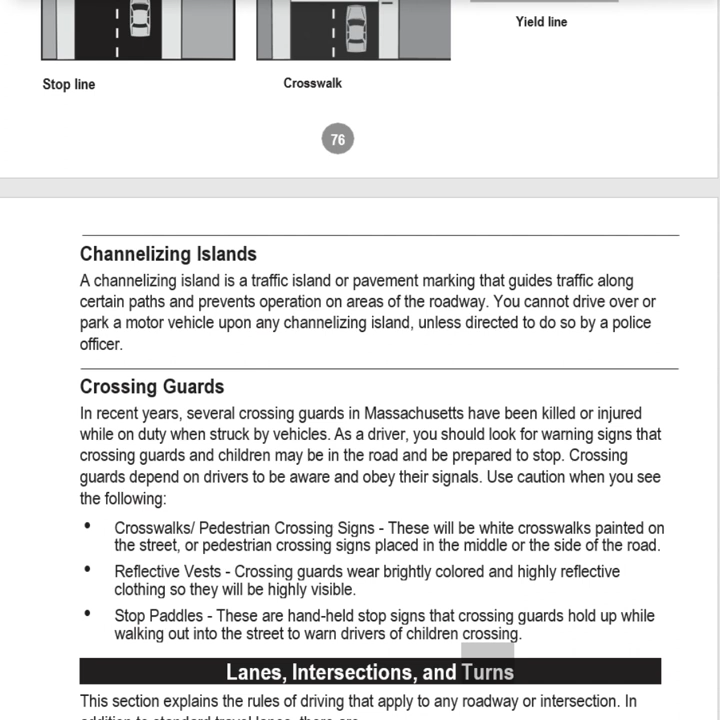 Yield line
Stop line
Crosswalk
76
Channelizing Islands
A channelizing island is a traffic island or pavement marking that guides traffic along
certain paths and prevents operation on areas of the roadway. You cannot drive over or
park a motor vehicle upon any channelizing island, unless directed to do so by a police
officer.
Crossing Guards
In recent years, several crossing guards in Massachusetts have been killed or injured
while on duty when struck by vehicles. As a driver, you should look for warning signs that
crossing guards and children may be in the road and be prepared to stop. Crossing
guards depend on drivers to be aware and obey their signals. Use caution when you see
the following:
• Crosswalks/ Pedestrian Crossing Signs - These will be white crosswalks painted on
the street, or pedestrian crossing signs placed in the middle or the side of the road.
• Reflective Vests - Crossing guards wear brightly colored and highly reflective
clothing so they will be highly visible.
• Stop Paddles - These are hand-held stop signs that crossing guards hold up while
walking out into the street to warn drivers of children crossing.
Lanes, Intersections, and Turns
This section explains the rules of driving that apply to any roadway or intersection. In
addition to standard travel lanes, there are